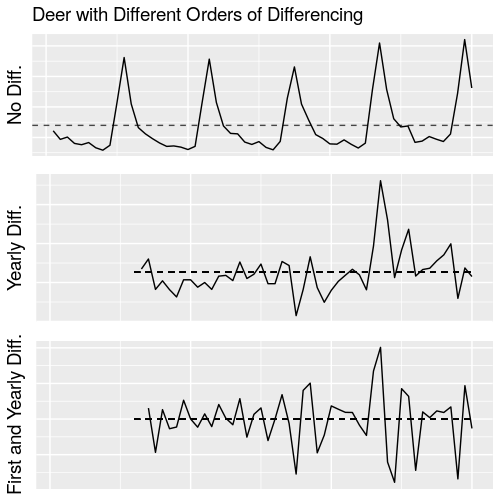 Deer with Different Orders of Differencing
No Diff.
Yearly Diff.
First and Yearly Diff.